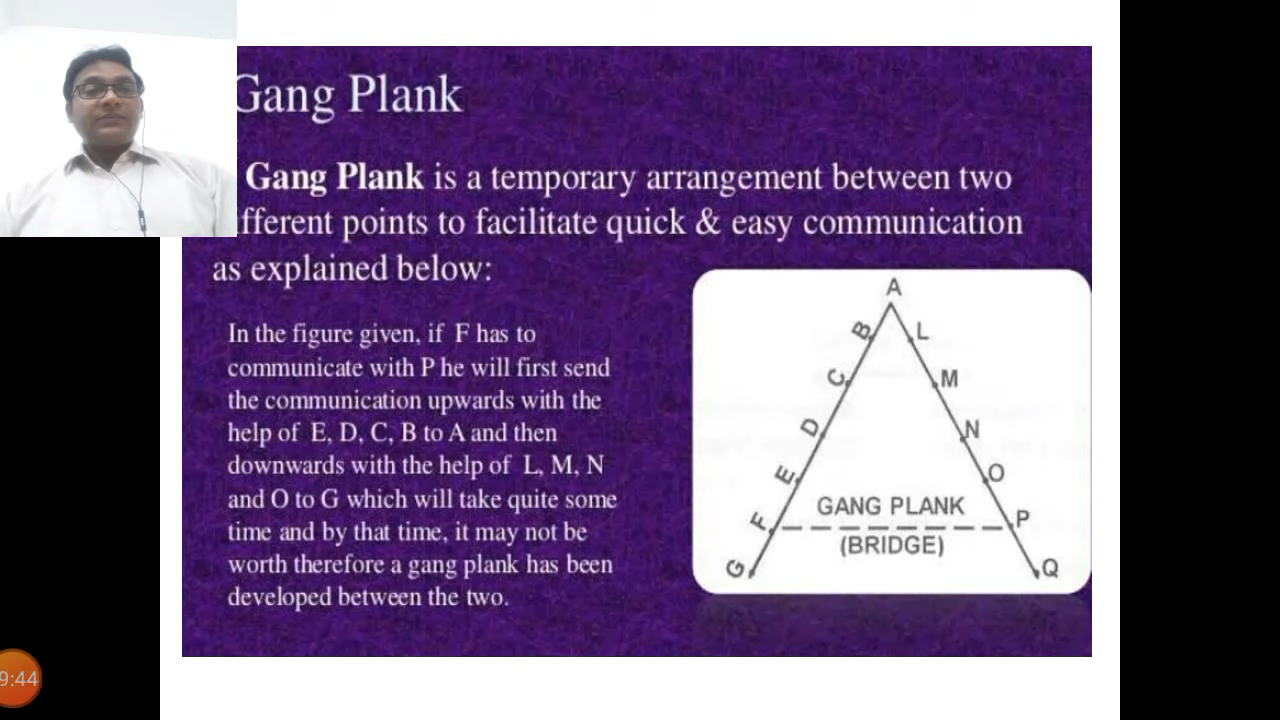 Gang Plank
Gang Plank is a temporary arrangement between two
fferent points to facilitate quick & easy communication
as explained below:
In the figure given, if F has to
communicate with P he will first send
the communication upwards with the
help of E, D, C, B to A and then
downwards with the help of L, M, N
and O to G which will take quite some
time and by that time, it may not be
worth therefore a gang plank has been
developed between the two.
A
B
L
C
M
D
N
E
O
GANG PLANK
F
P
(BRIDGE)
G
Q
9:44